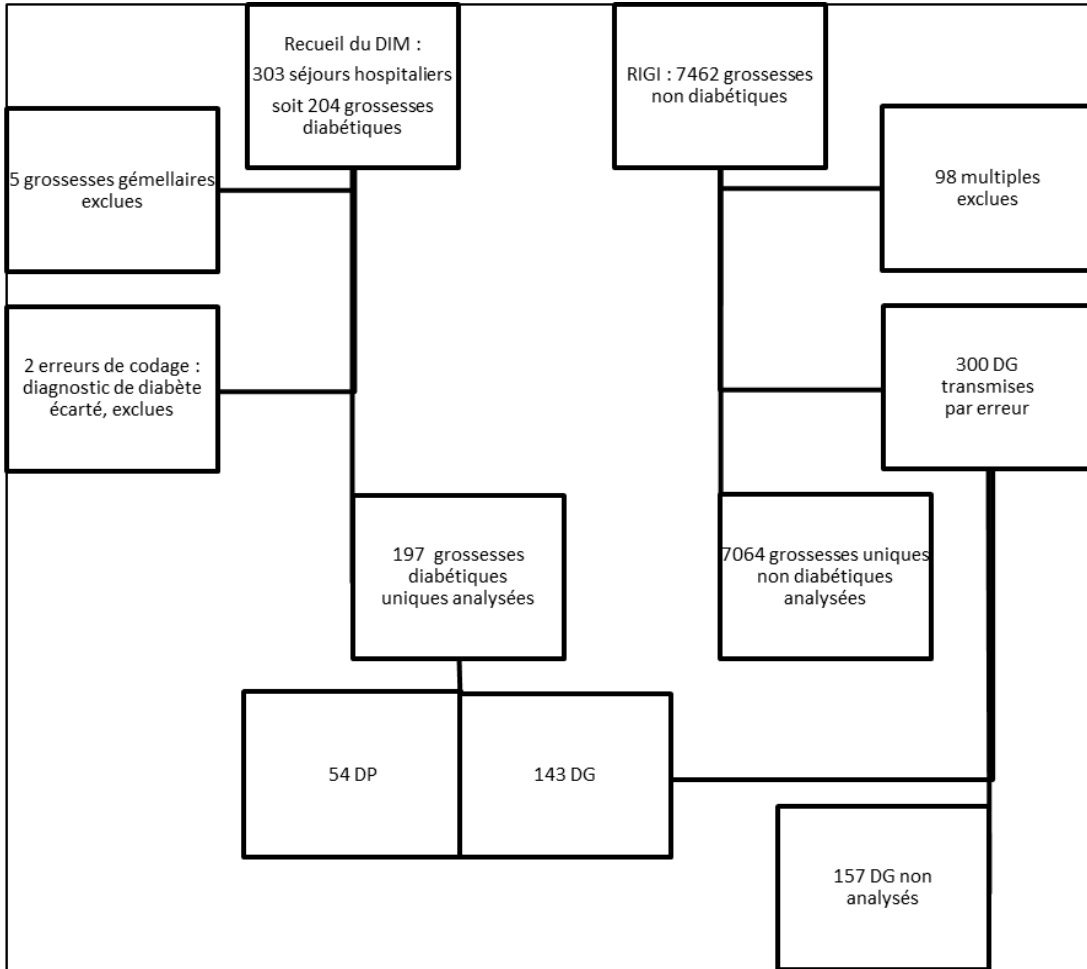 Recueil du DIM :
303 séjours hospitaliers
soit 204 grossesses
diabétiques
RIGI : 7462 grossesses
non diabétiques
5 grossesses gémellaires
exclues
98 multiples
exclues
2 erreurs de codage :
diagnostic de diabète
écarté, exclues
300 DG
transmises
par erreur
197 grossesses
diabétiques
uniques analysées
7064 grossesses uniques
non diabétiques
analysées
54 DP
143 DG
157 DG non
analysés